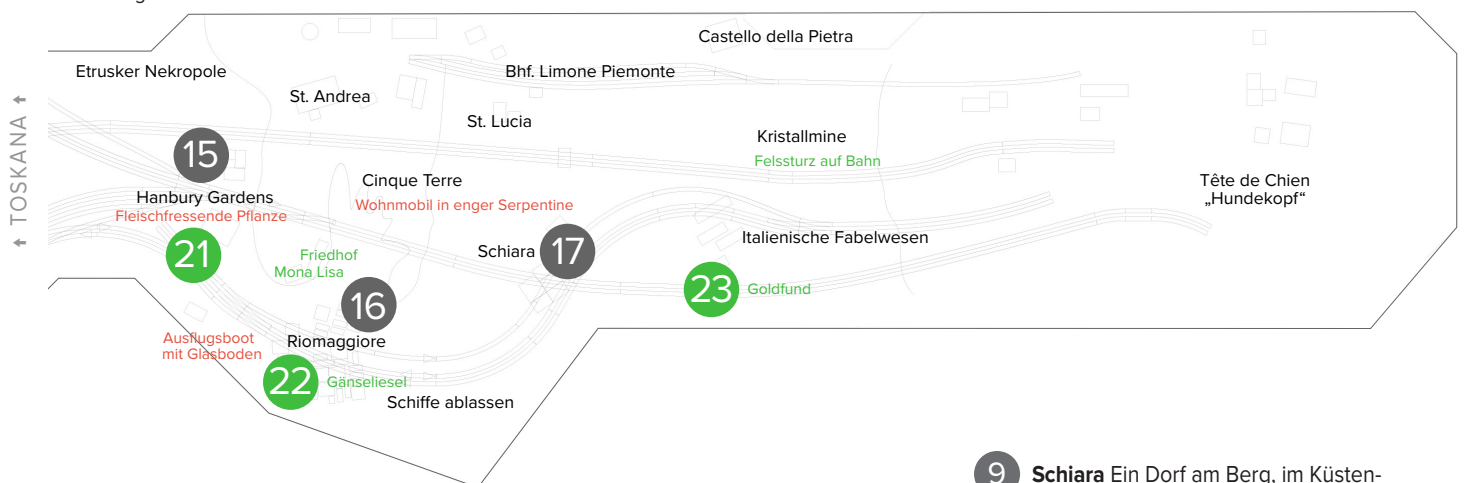 Castello della Pietra
Etrusker Nekropole
Bhf. Limone Piemonte
St. Andrea
St. Lucia
← TOSKANA ←
Kristallmine
Felssturz auf Bahn
15
Cinque Terre
Wohnmobil in enger Serpentine
Tête de Chien
„Hundekopf“
Hanbury Gardens
Fleischfressende Pflanze
21
Friedhof
Mona Lisa
Schiara
17
Italienische Fabelwesen
16
23
Goldfund
Ausflugsboot
mit Glasboden
Riomaggiore
22
Gänseliesel
Schiffe ablassen
9
Schiara Ein Dorf am Berg, im Küsten-